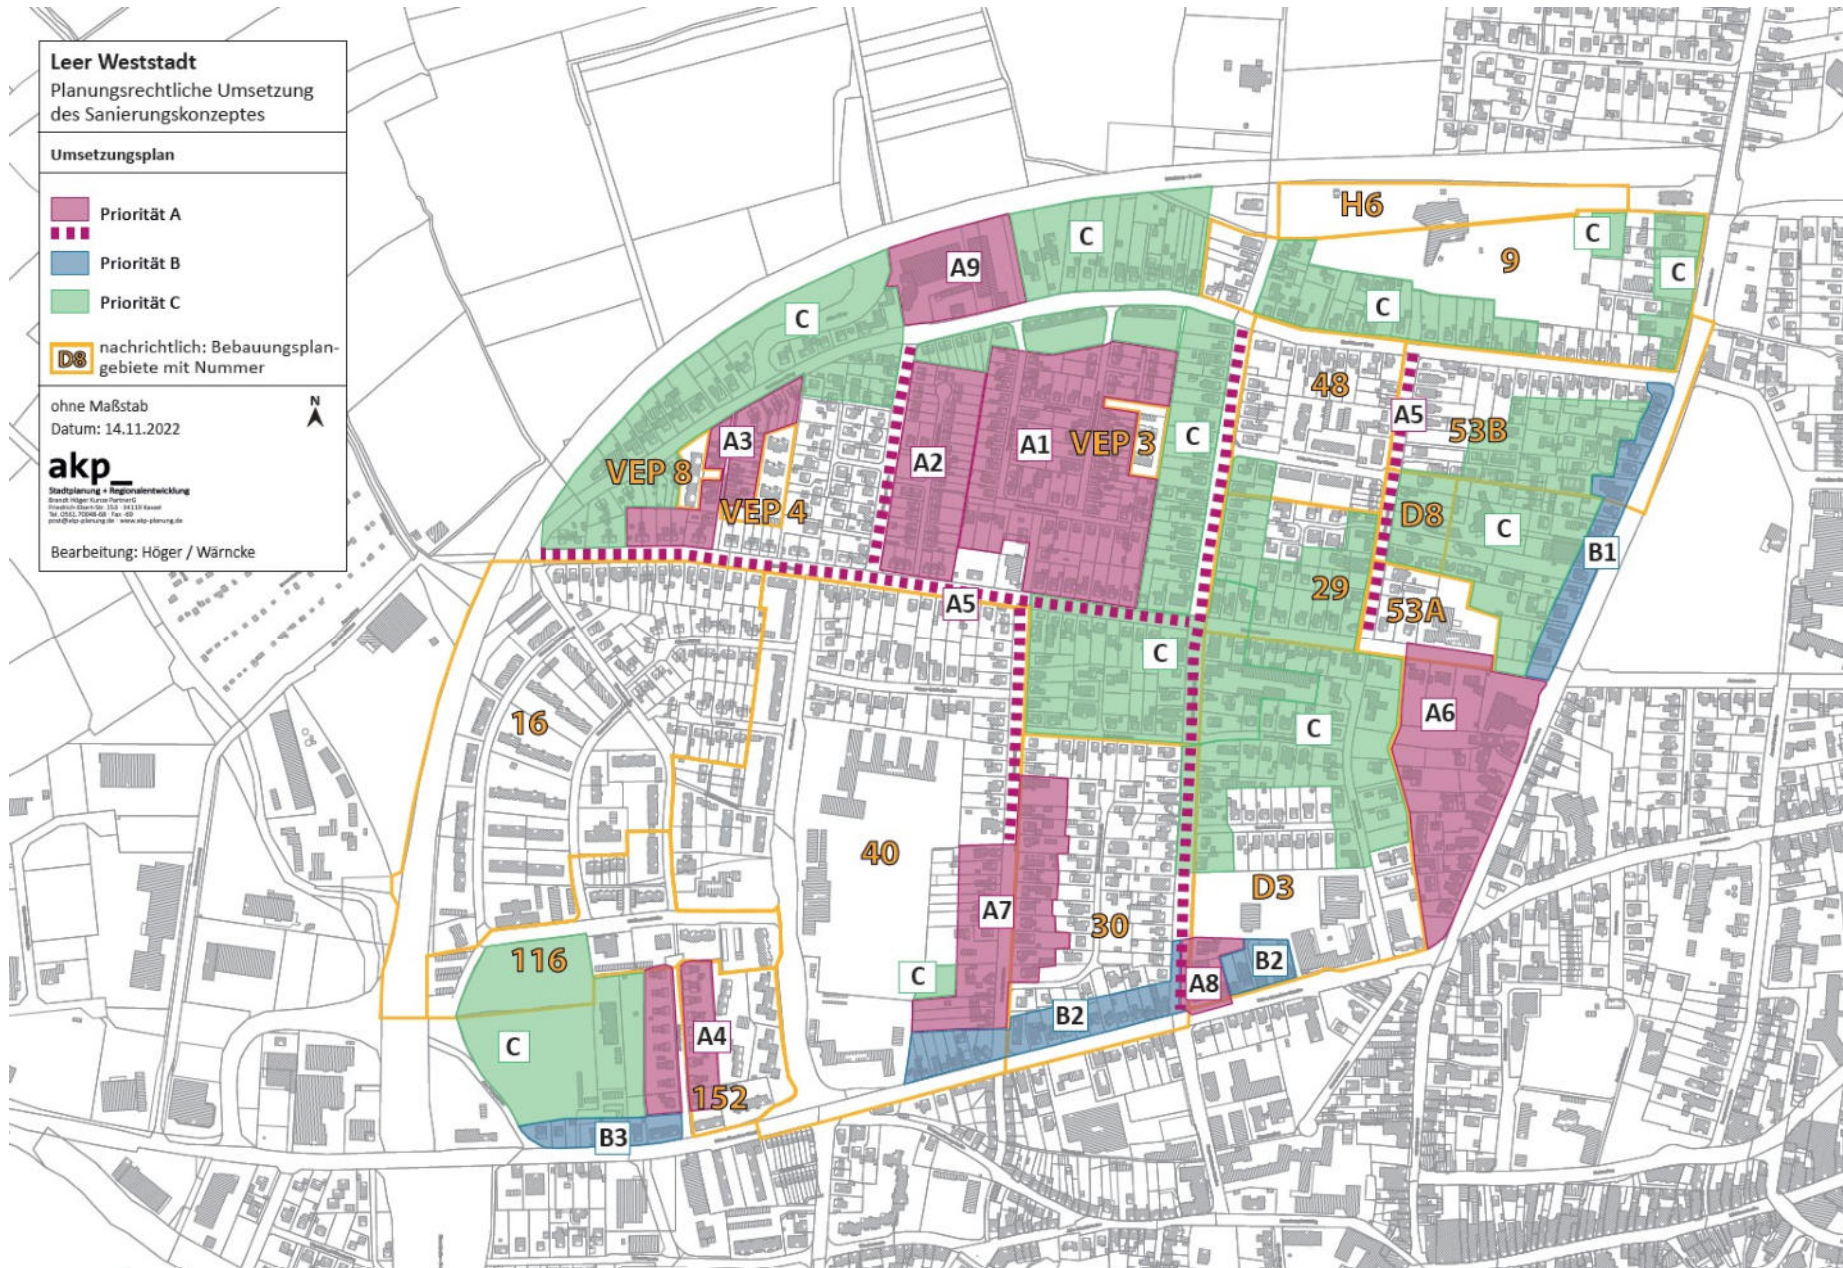 Leer Weststadt
Planungsrechtliche Umsetzung
des Sanierungskonzeptes
Umsetzungsplan
Priorität A
Priorität B
Priorität C
D8
nachrichtlich: Bebauungsplan-
gebiete mit Nummer
ohne Maßstab
Datum: 14.11.2022
N
akp_
Stadtplanung + Regionalentwicklung
Bearbeitung: Höger / Wärncke
H6
C
C
9
A9
C
C
C
48
A5
53B
A3
VEP 8
VEP 4
A2
A1
VEP 3
C
D8
C
B1
29
53A
A5
C
16
A6
C
40
D3
A7
30
116
C
A8
B2
B2
C
A4
152
B3